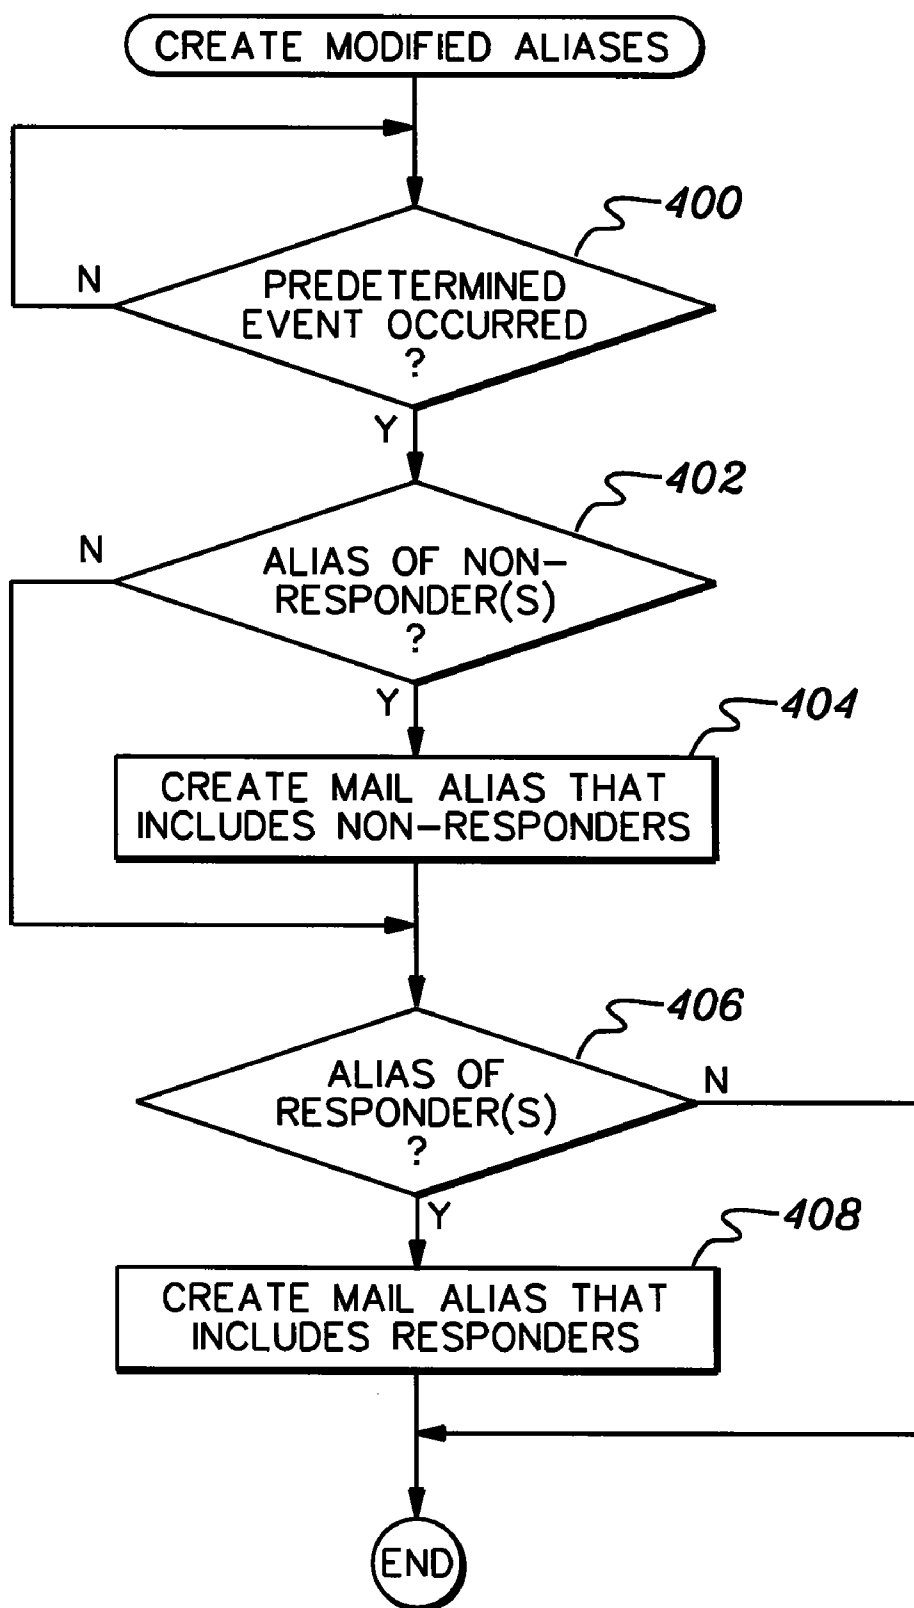 CREATE MODIFIED ALIASES
400
N
PREDETERMINED
EVENT OCCURRED
?
Y
402
N
ALIAS OF NON-
RESPONDER(S)
?
Y
404
CREATE MAIL ALIAS THAT
INCLUDES NON-RESPONDERS
406
ALIAS OF
RESPONDER(S)
?
N
Y
408
CREATE MAIL ALIAS THAT
INCLUDES RESPONDERS
END